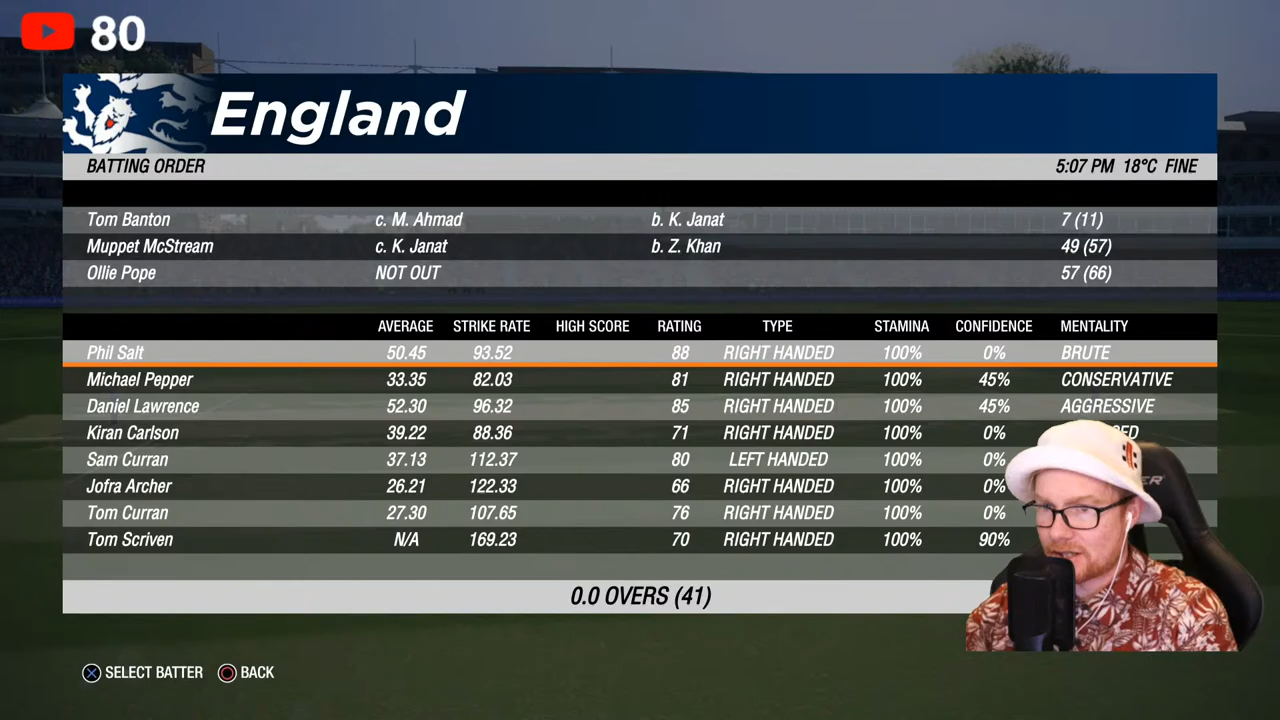 80
England
BATTING ORDER 5:07 PM 18°C FINE
Tom Banton c. M. Ahmad b. K. Janat 7 (11)
Muppet McStream c. K. Janat b. Z. Khan 49 (57)
Ollie Pope NOT OUT 57 (66)
AVERAGE STRIKE RATE HIGH SCORE RATING TYPE STAMINA CONFIDENCE MENTALITY
Phil Salt 50.45 93.52 88 RIGHT HANDED 100% 0% BRUTE
Michael Pepper 33.35 82.03 81 RIGHT HANDED 100% 45% CONSERVATIVE
Daniel Lawrence 52.30 96.32 85 RIGHT HANDED 100% 45% AGGRESSIVE
Kiran Carlson 39.22 88.36 71 RIGHT HANDED 100% 0%
Sam Curran 37.13 112.37 80 LEFT HANDED 100% 0%
Jofra Archer 26.21 122.33 66 RIGHT HANDED 100% 0%
Tom Curran 27.30 107.65 76 RIGHT HANDED 100% 0%
Tom Scriven N/A 169.23 70 RIGHT HANDED 100% 90%
0.0 OVERS (41)
SELECT BATTER BACK